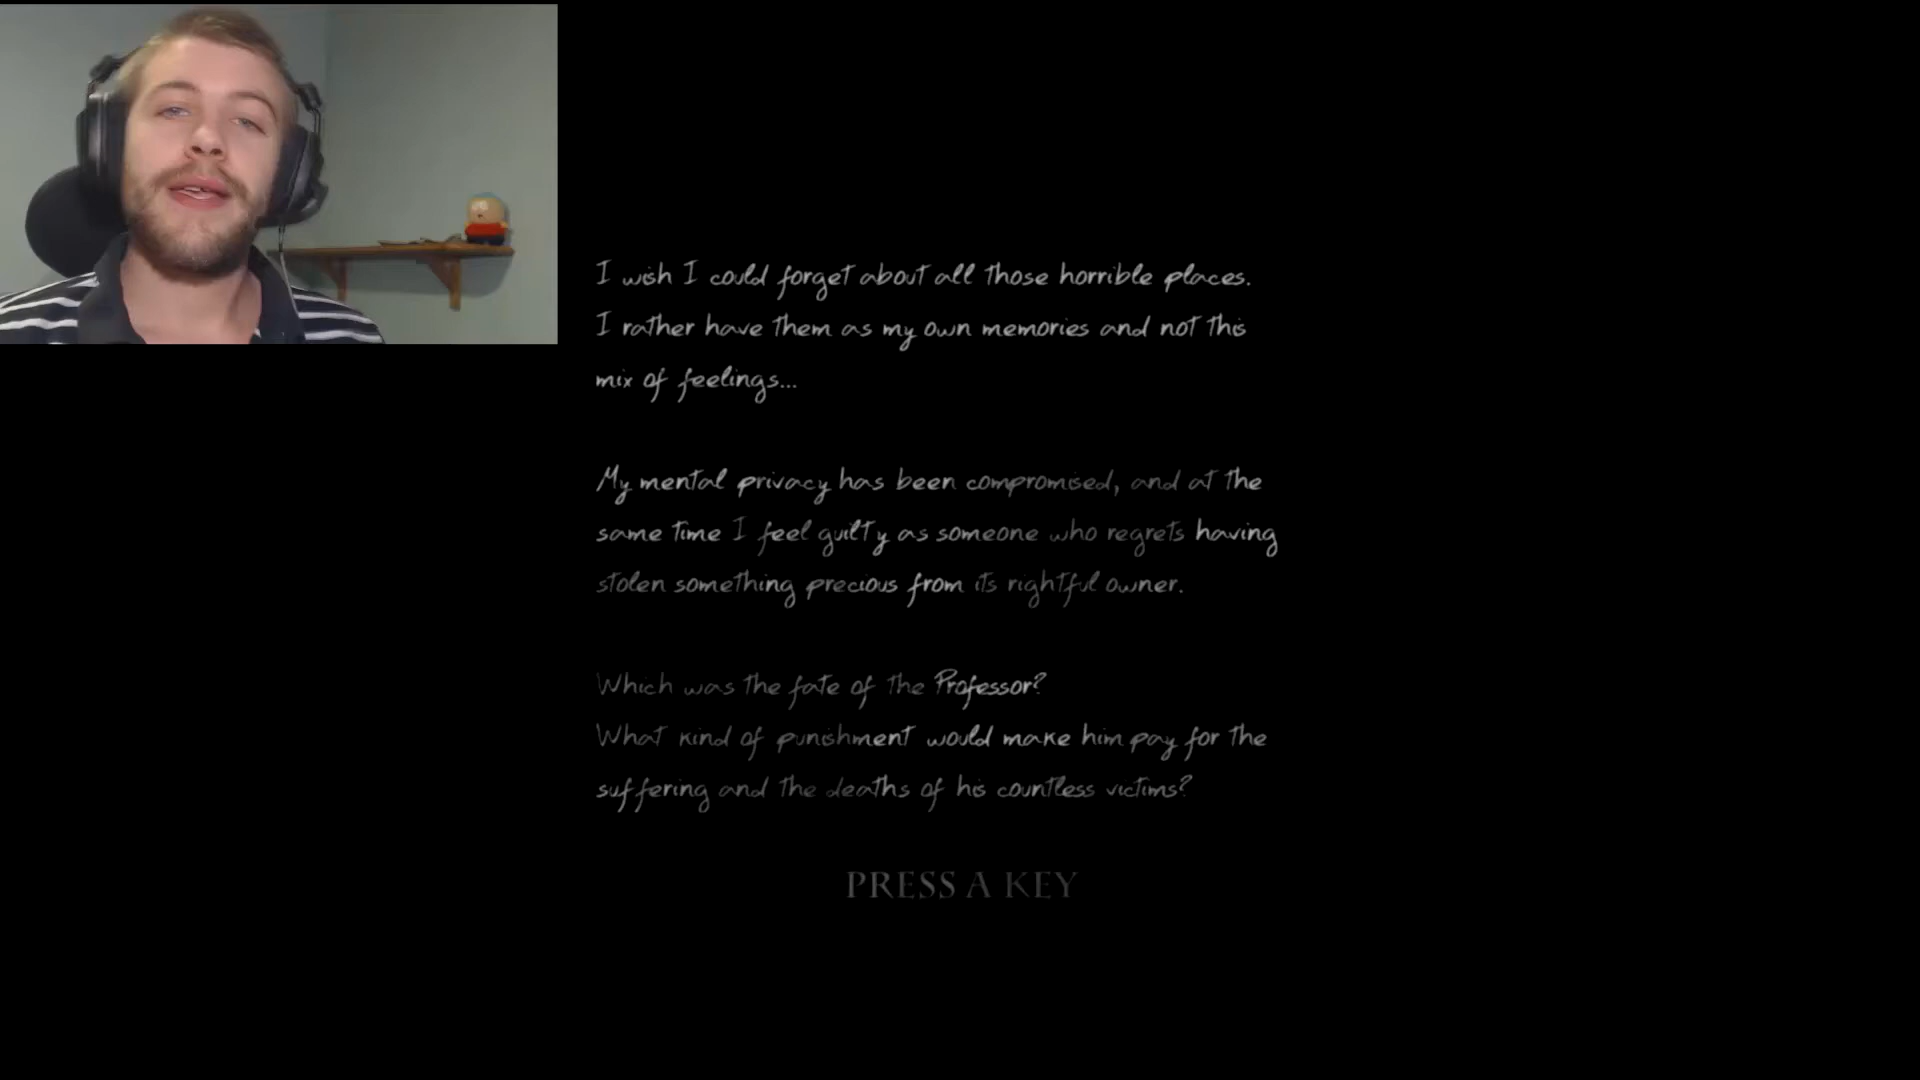 I wish I could forget about all those horrible places.
I rather have them as my own memories and not this
mix of feelings...
My mental privacy has been compromised, and at the
same time I feel guilty as someone who regrets having
stolen something precious from its rightful owner.
Which was the fate of the Professor?
What kind of punishment would make him pay for the
suffering and the deaths of his countless victims?
PRESS A KEY